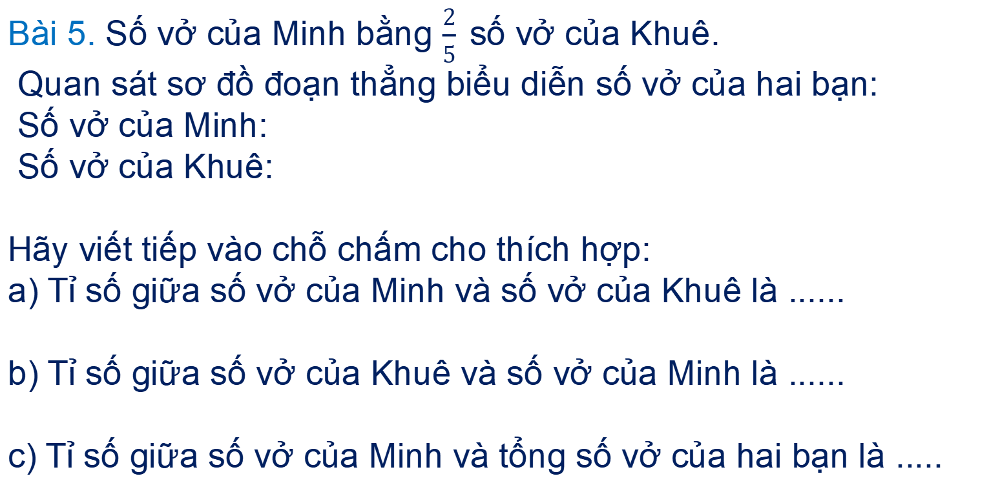 Bài 5. Số vở của Minh bằng 2/5 số vở của Khuê.
Quan sát sơ đồ đoạn thẳng biểu diễn số vở của hai bạn:
Số vở của Minh:
Số vở của Khuê:
Hãy viết tiếp vào chỗ chấm cho thích hợp:
a) Tỉ số giữa số vở của Minh và số vở của Khuê là ......
b) Tỉ số giữa số vở của Khuê và số vở của Minh là ......
c) Tỉ số giữa số vở của Minh và tổng số vở của hai bạn là .....